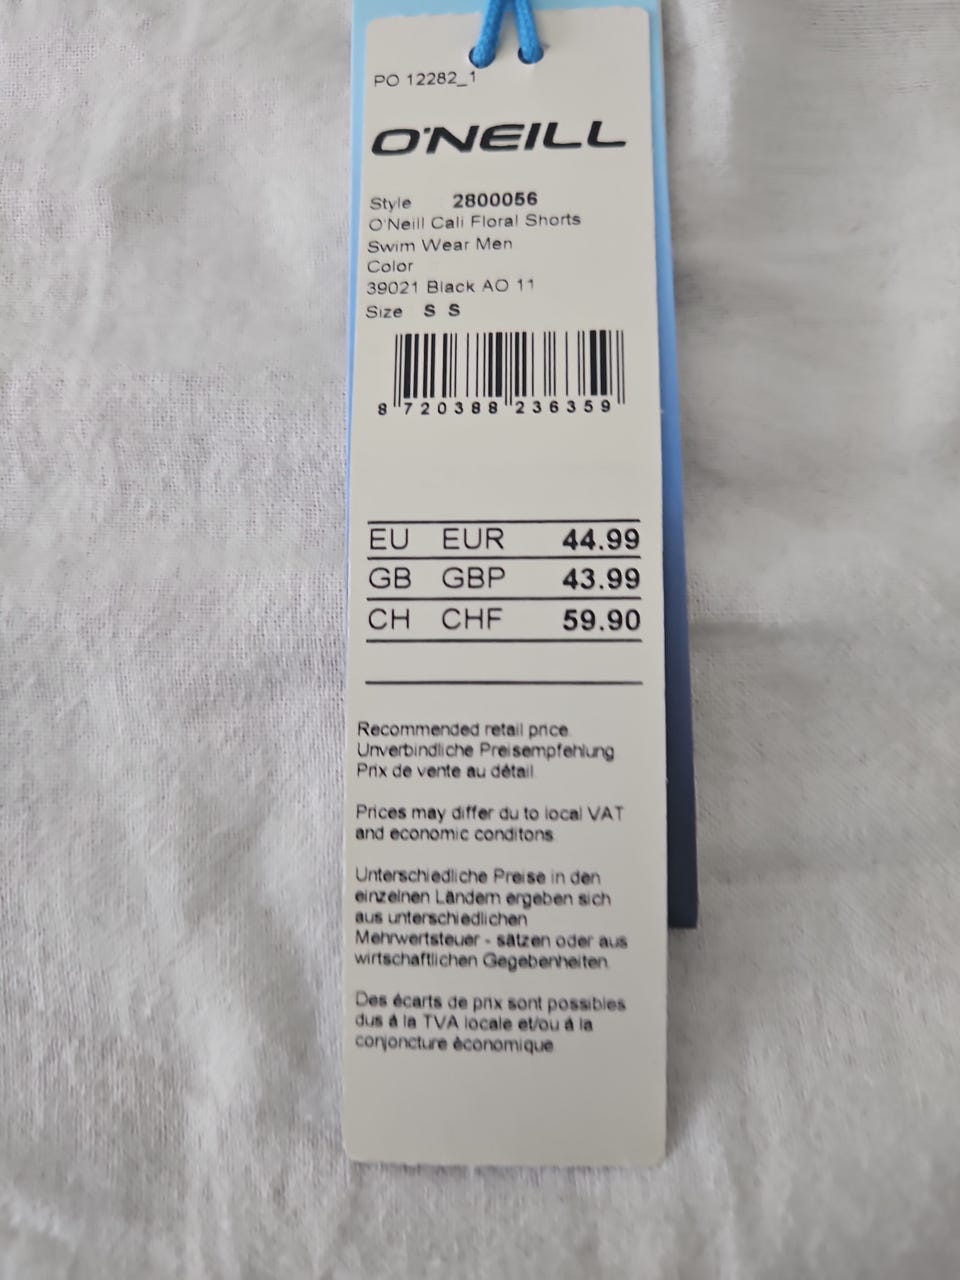 PO 12282_1
O'NEILL
Style 2800056
O'Neill Cali Floral Shorts
Swim Wear Men
Color
39021 Black AO 11
Size S S
8 720388 236359
EU EUR 44.99
GB GBP 43.99
CH CHF 59.90
Recommended retail price.
Unverbindliche Preisempfehlung.
Prix de vente au détail.
Prices may differ du to local VAT
and economic conditons.
Unterschiedliche Preise in den
einzelnen Ländern ergeben sich
aus unterschiedlichen
Mehrwertsteuer - sätzen oder aus
wirtschaftlichen Gegebenheiten.
Des écarts de prix sont possibles
dus á la TVA locale et/ou á la
conjoncture èconomique.